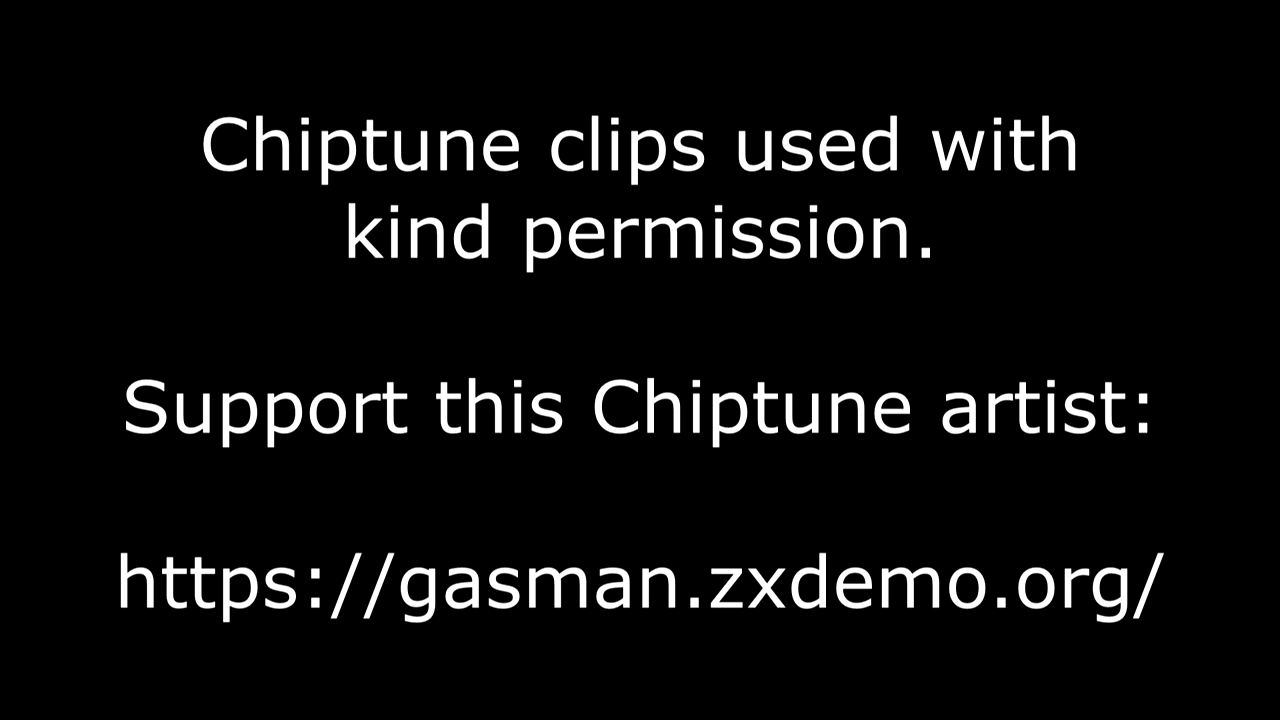 Chiptune clips used with
kind permission.
Support this Chiptune artist:
https://gasman.zxdemo.org/